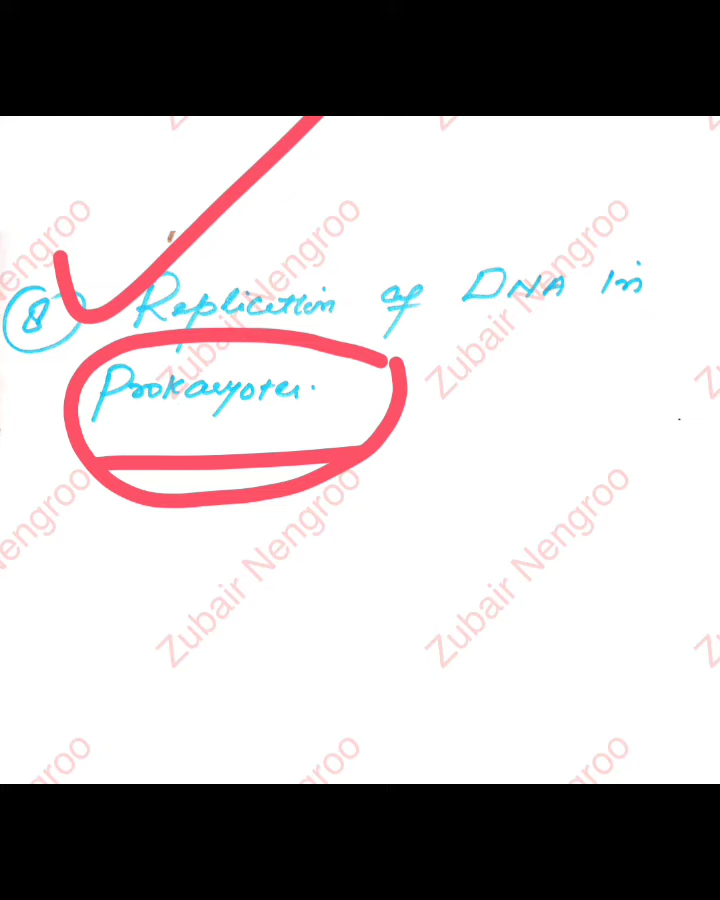 Zubair Nengroo
⑧ Replication of DNA in
Prokaryotes.